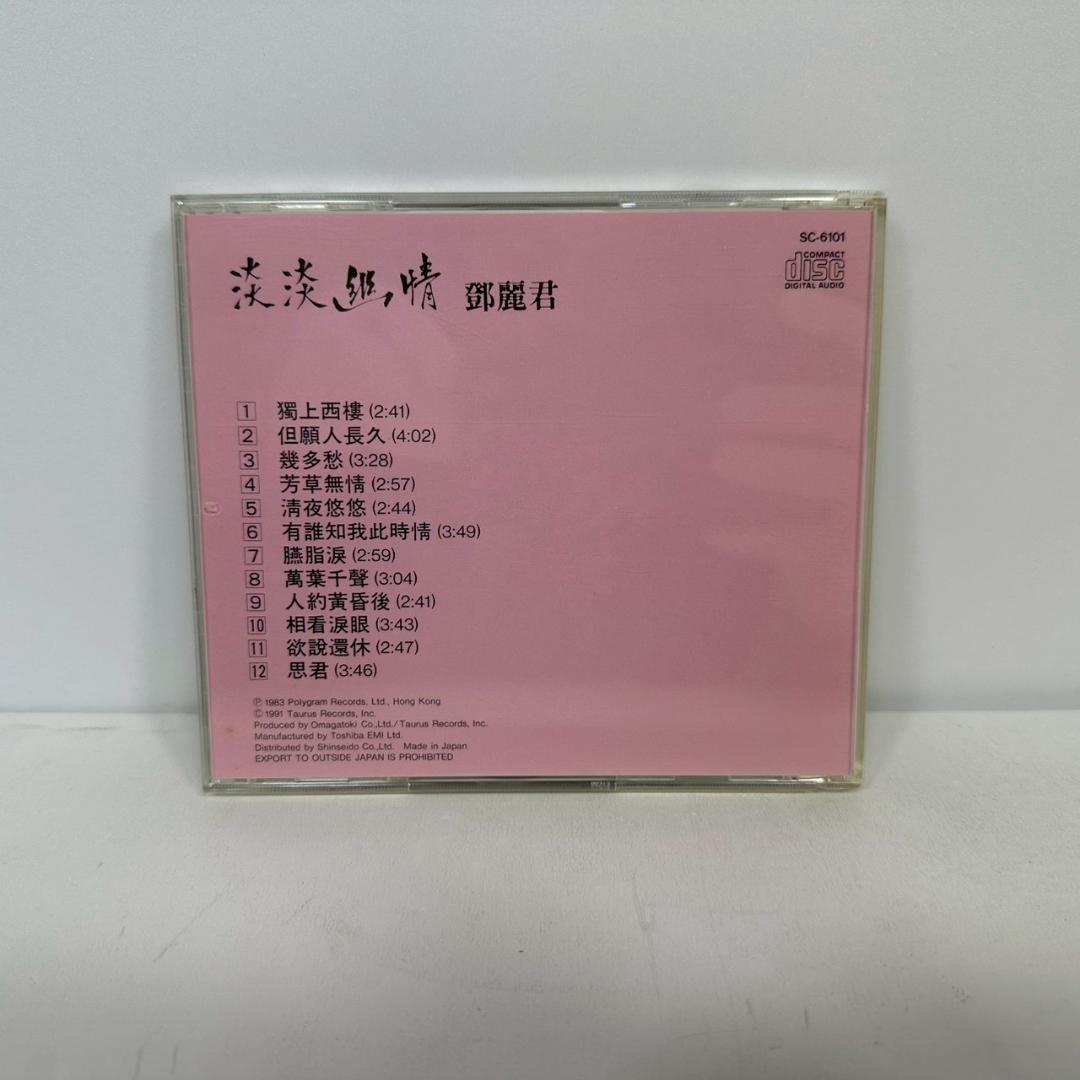 SC-6101
COMPACT
disc
DIGITAL AUDIO
淡淡幽情 鄧麗君
1 獨上西樓 (2:41)
2 但願人長久 (4:02)
3 幾多愁 (3:28)
4 芳草無情 (2:57)
5 淸夜悠悠 (2:44)
6 有誰知我此時情 (3:49)
7 臙脂淚 (2:59)
8 萬葉千聲 (3:04)
9 人約黃昏後 (2:41)
10 相看淚眼 (3:43)
11 欲說還休 (2:47)
12 思君 (3:46)
Ⓟ 1983 Polygram Records, Ltd., Hong Kong
© 1991 Taurus Records, Inc.
Produced by Omagatoki Co.,Ltd./Taurus Records, Inc.
Manufactured by Toshiba EMI Ltd.
Distributed by Shinseido Co.,Ltd. Made in Japan
EXPORT TO OUTSIDE JAPAN IS PROHIBITED